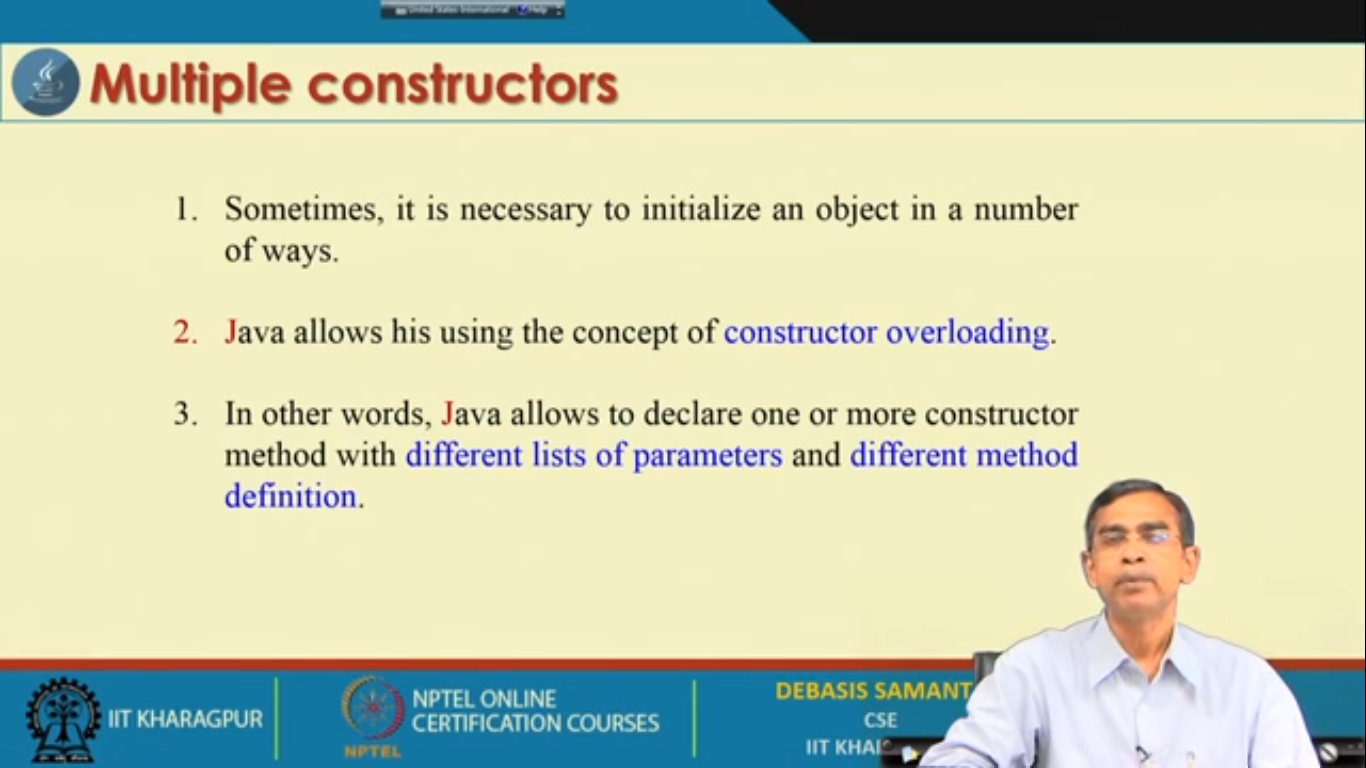 United States International Help
Multiple constructors
1. Sometimes, it is necessary to initialize an object in a number
of ways.
2. Java allows his using the concept of constructor overloading.
3. In other words, Java allows to declare one or more constructor
method with different lists of parameters and different method
definition.
IIT KHARAGPUR
NPTEL
NPTEL ONLINE
CERTIFICATION COURSES
DEBASIS SAMANT
CSE
IIT KHA